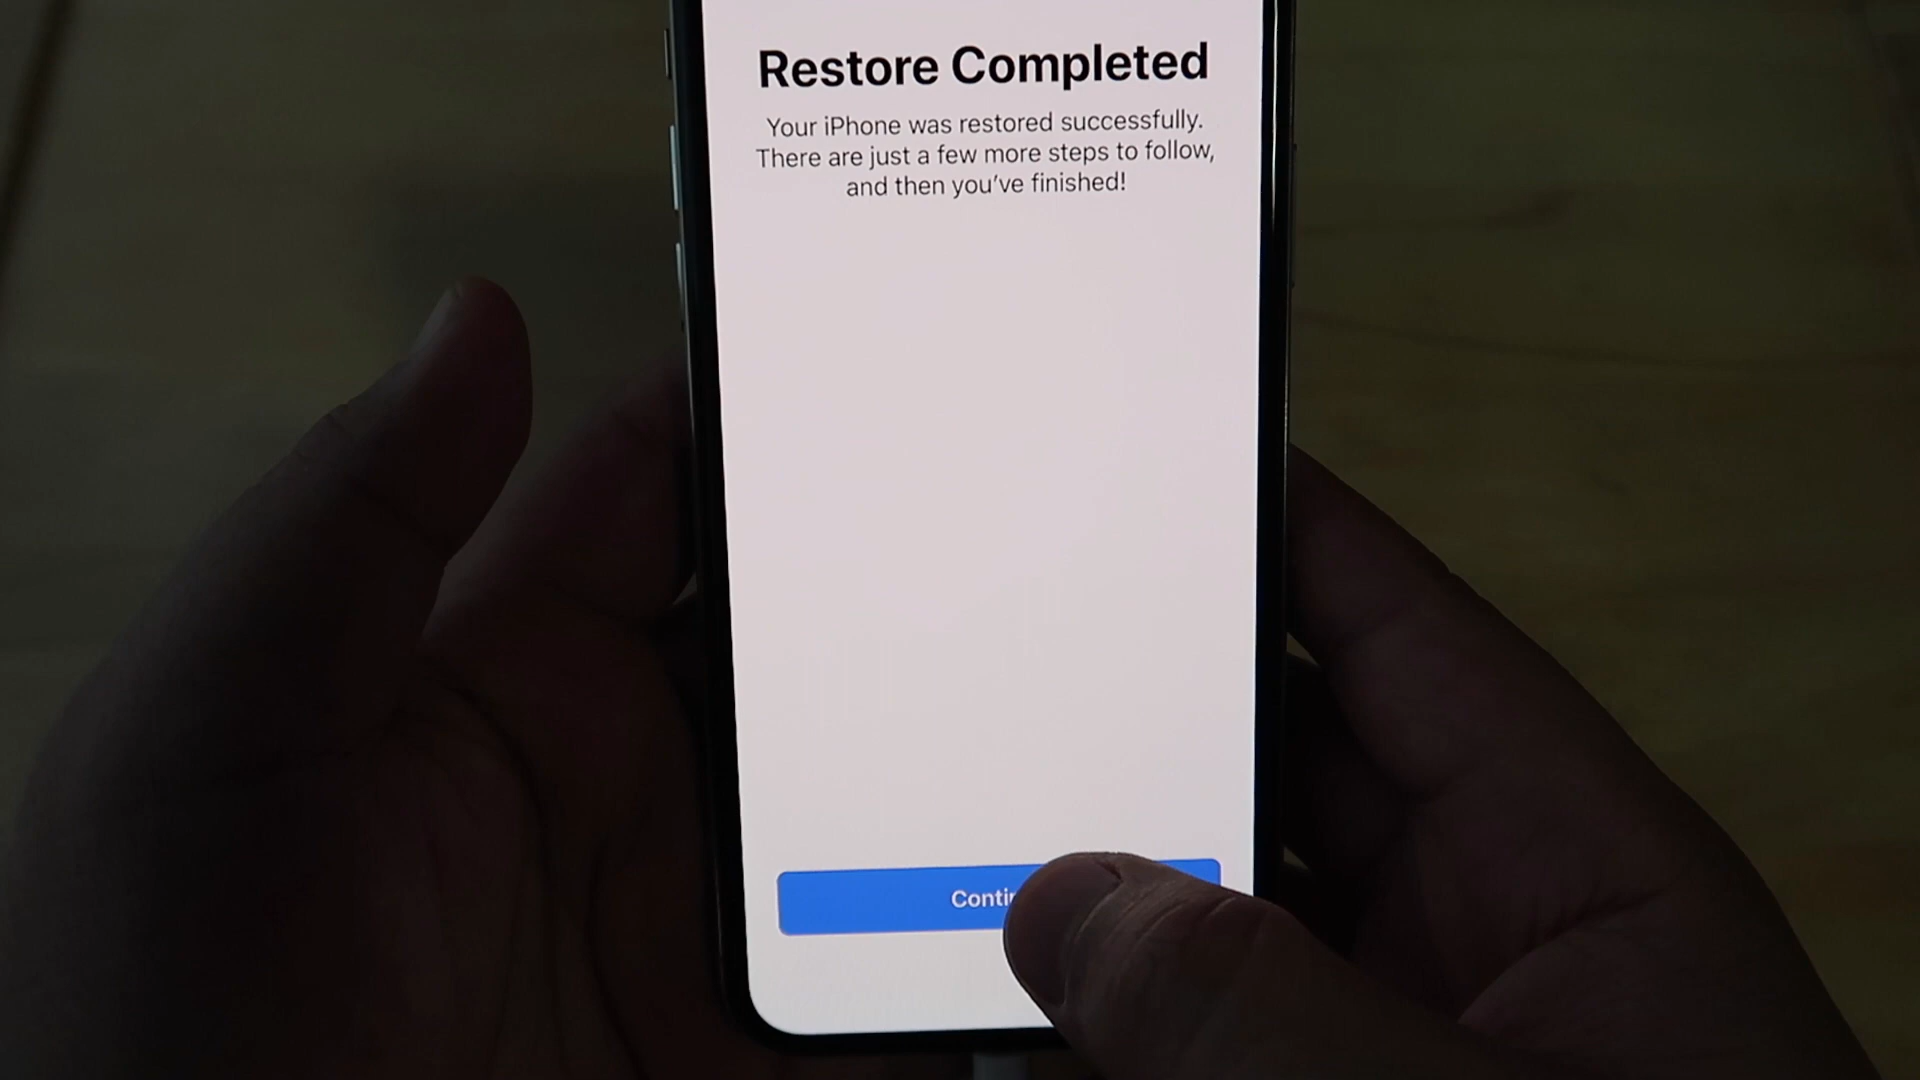 Restore Completed
Your iPhone was restored successfully.
There are just a few more steps to follow,
and then you’ve finished!